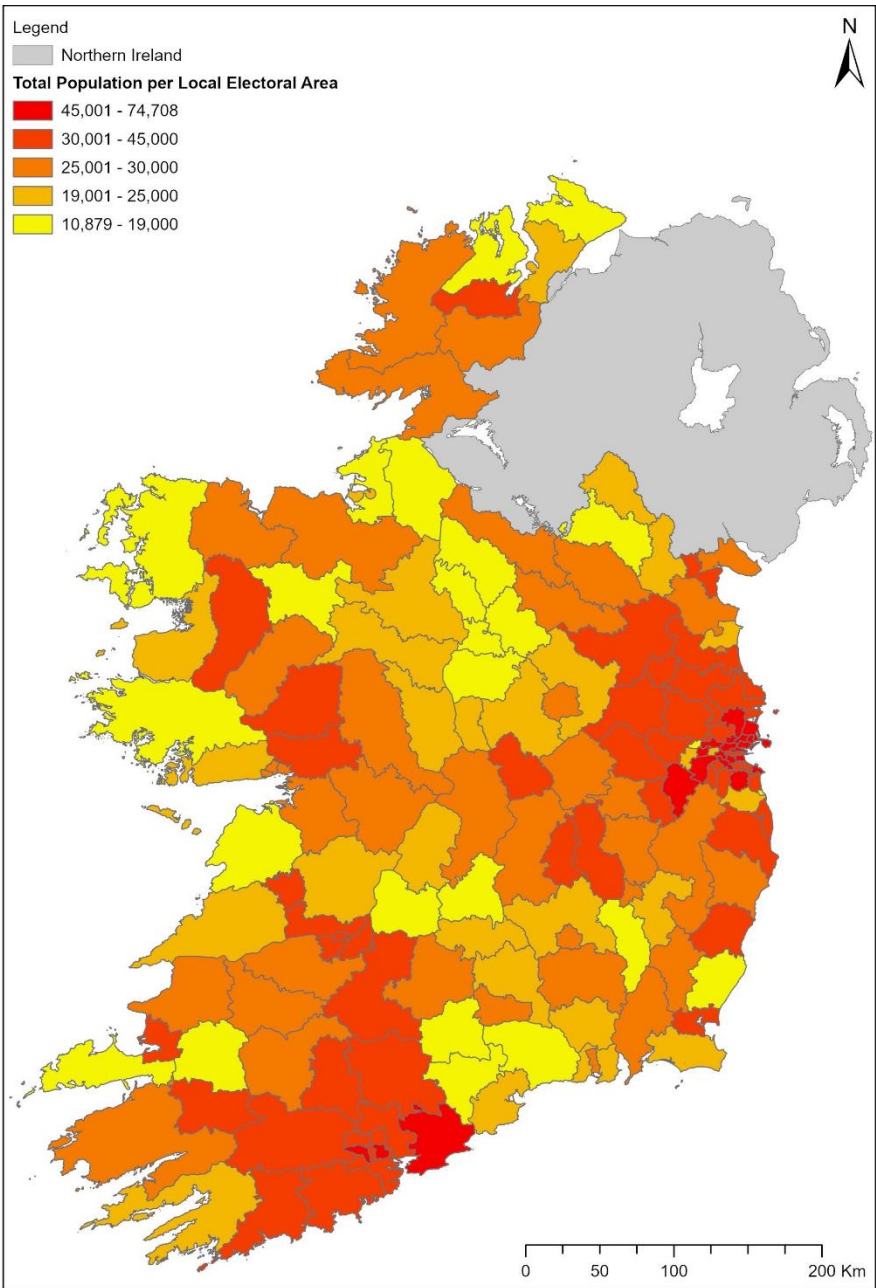 Legend
Northern Ireland
Total Population per Local Electoral Area
45,001 - 74,708
30,001 - 45,000
25,001 - 30,000
19,001 - 25,000
10,879 - 19,000
N
0 50 100 200 Km